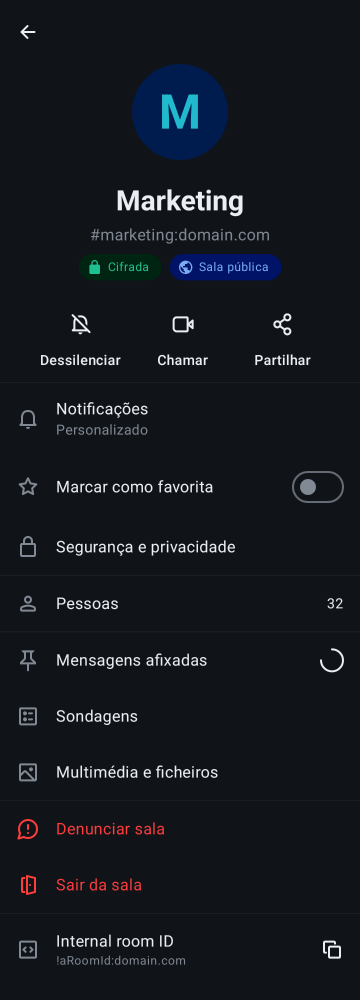 M
Marketing
#marketing:domain.com
Cifrada Sala pública
Dessilenciar Chamar Partilhar
Notificações
Personalizado
Marcar como favorita
Segurança e privacidade
Pessoas 32
Mensagens afixadas
Sondagens
Multimédia e ficheiros
Denunciar sala
Sair da sala
Internal room ID
!aRoomId:domain.com